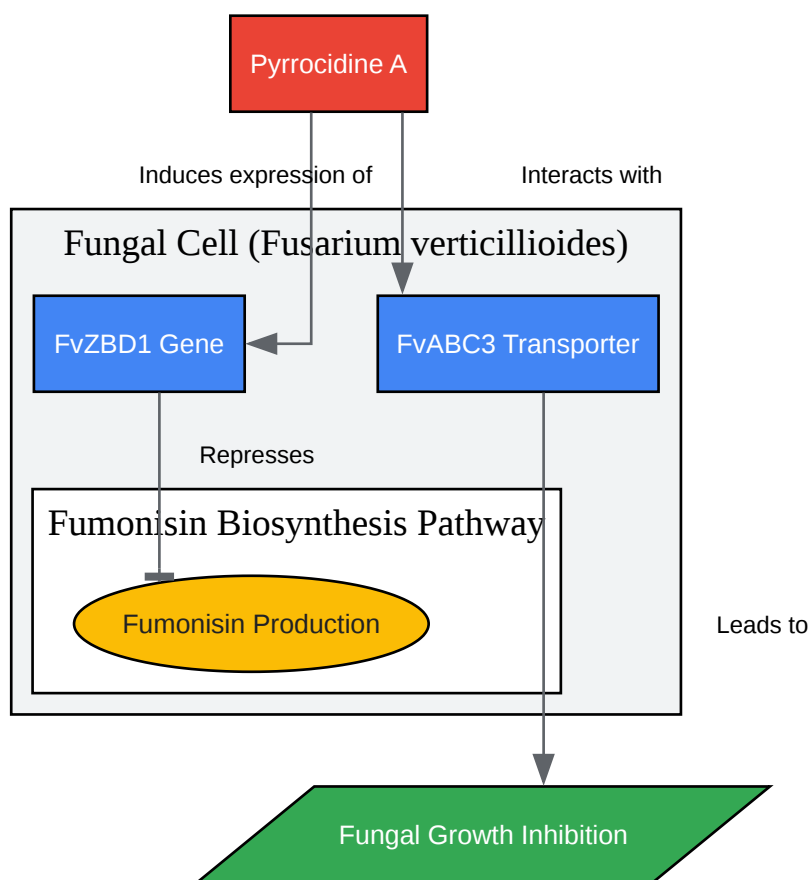 Pyrrocidine A
Induces expression of
Interacts with
Fungal Cell (Fusarium verticillioides)
FvZBD1 Gene
FvABC3 Transporter
Represses
Fumonisin Biosynthesis Pathway
Fumonisin Production
Leads to
Fungal Growth Inhibition